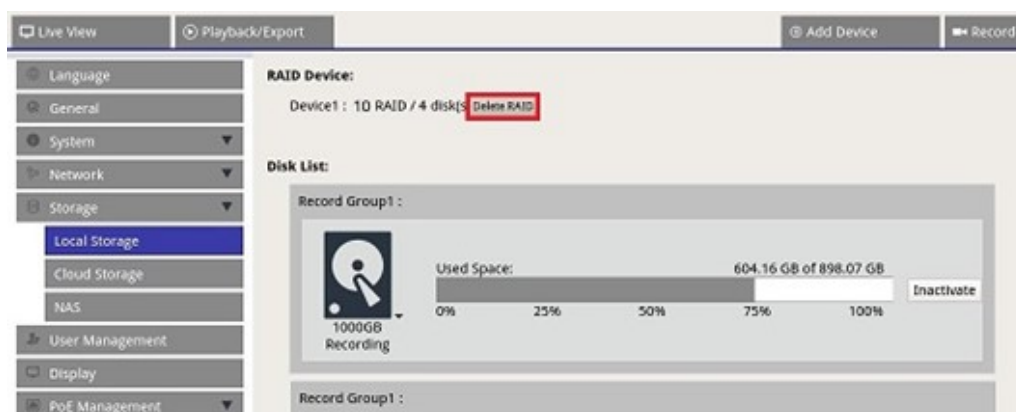 Live View
Playback/Export
Add Device
Record
Language
General
System
Network
Storage
Local Storage
Cloud Storage
NAS
User Management
Display
PoE Management
RAID Device:
Device1 : 10 RAID / 4 disk(s Delete RAID
Disk List:
Record Group1 :
Used Space: 604.16 GB of 898.07 GB
Inactivate
0% 25% 50% 75% 100%
1000GB
Recording
Record Group1 :